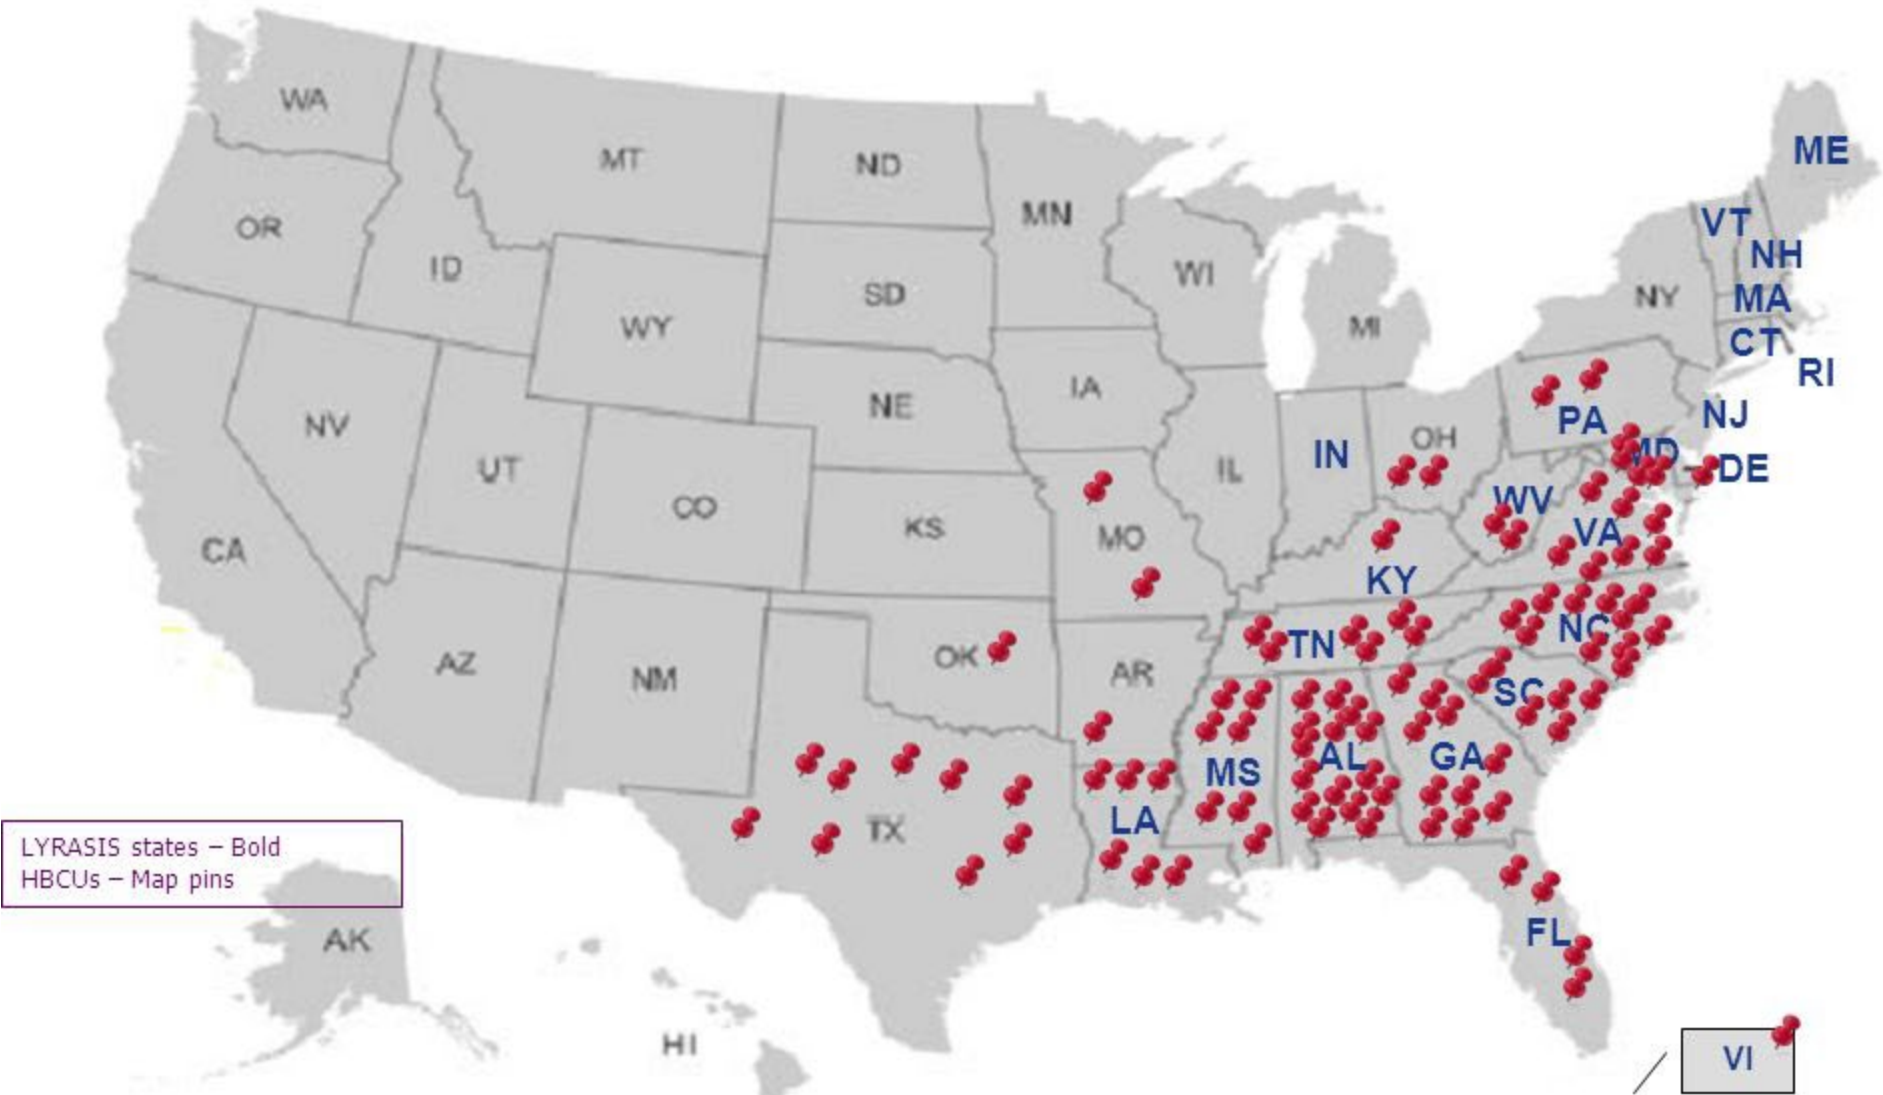 WA
MT
ND
MN
ME
OR
ID
SD
WI
VT
NH
NY
MA
WY
MI
CT
RI
IA
NE
PA
NJ
NV
OH
UT
IL
IN
MD
DE
CO
KS
WV
CA
MO
VA
KY
AZ
NM
OK
AR
TN
NC
SC
TX
LA
MS
AL
GA
LYRASIS states – Bold
HBCUs – Map pins
AK
FL
HI
VI